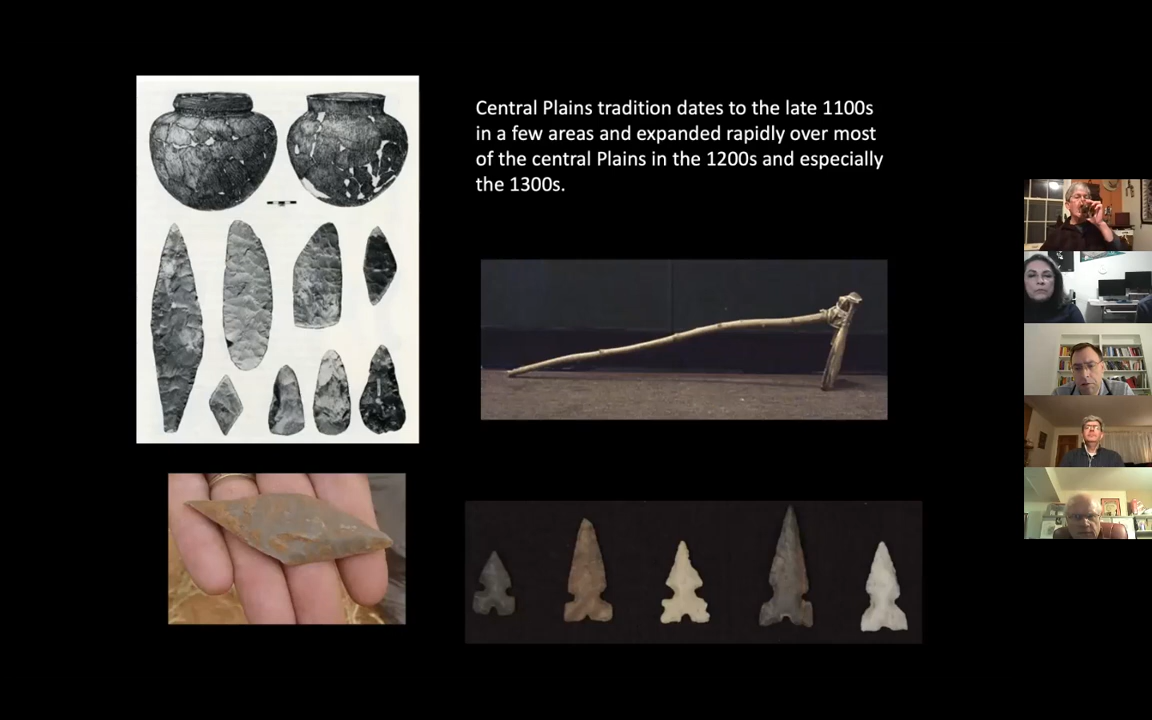 Central Plains tradition dates to the late 1100s
in a few areas and expanded rapidly over most
of the central Plains in the 1200s and especially
the 1300s.